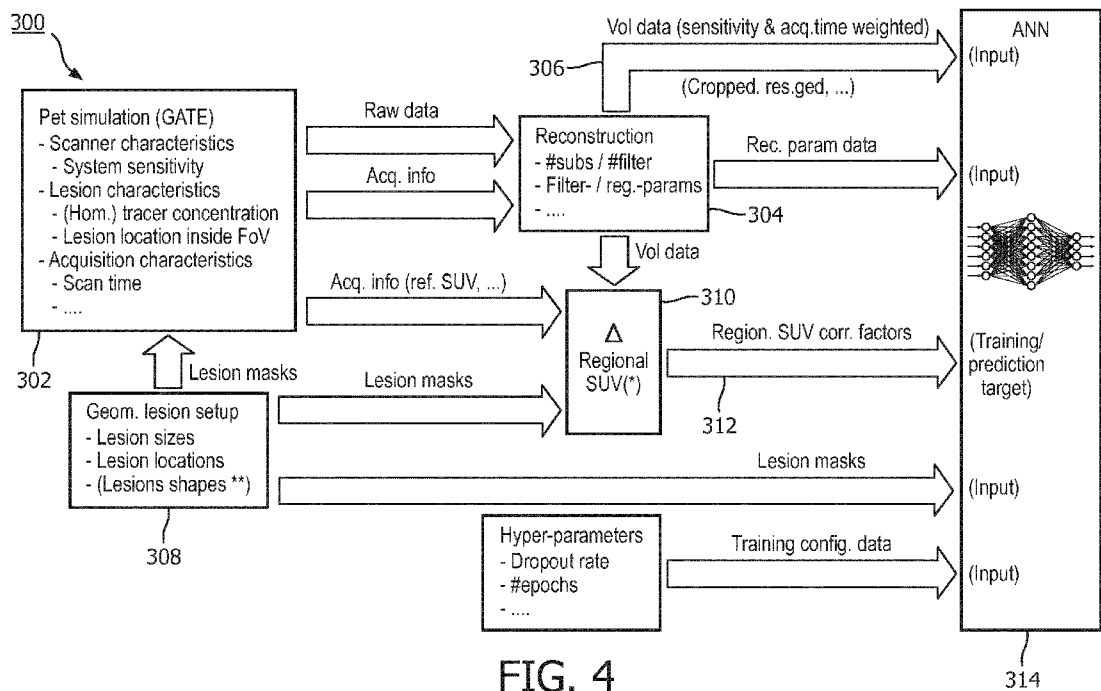 300
Vol data (sensitivity & acq.time weighted)
306
(Cropped. res.ged, ...)
ANN
(Input)
Pet simulation (GATE)
- Scanner characteristics
- System sensitivity
- Lesion characteristics
- (Hom.) tracer concentration
- Lesion location inside FoV
- Acquisition characteristics
- Scan time
- ....
302
Raw data
Acq. info
Reconstruction
- #subs / #filter
- Filter- / reg.-params
- ....
304
Rec. param data
(Input)
Vol data
Acq. info (ref. SUV, ...)
310
Δ
Regional
SUV(*)
Region. SUV corr. factors
312
(Training/
prediction
target)
Lesion masks
Lesion masks
Geom. lesion setup
- Lesion sizes
- Lesion locations
- (Lesions shapes **)
308
Lesion masks
(Input)
Hyper-parameters
- Dropout rate
- #epochs
- ....
Training config. data
(Input)
314
FIG. 4